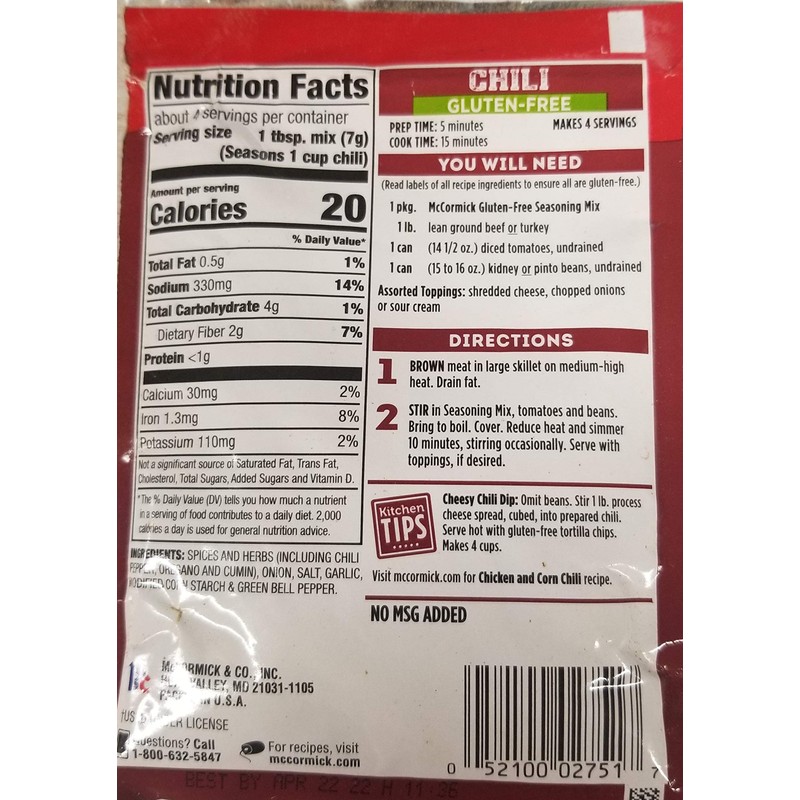 Nutrition Facts
about servings per container
Serving size 1 tbsp. mix (7g)
(Seasons 1 cup chili)
Amount per serving
Calories 20
% Daily Value*
Total Fat 0.5g 1%
Sodium 330mg 14%
Total Carbohydrate 4g 1%
Dietary Fiber 2g 7%
Protein <1g
Calcium 30mg 2%
Iron 1.3mg 8%
Potassium 110mg 2%
Not a significant source of Saturated Fat, Trans Fat,
Cholesterol, Total Sugars, Added Sugars and Vitamin D.
*The % Daily Value (DV) tells you how much a nutrient
in a serving of food contributes to a daily diet. 2,000
calories a day is used for general nutrition advice.
INGREDIENTS: SPICES AND HERBS (INCLUDING CHILI
PEPPER, OREGANO AND CUMIN), ONION, SALT, GARLIC,
MODIFIED CORN STARCH & GREEN BELL PEPPER.
McCORMICK & CO., INC.
VALLEY, MD 21031-1105
IN U.S.A.
LICENSE
Questions? Call
1-800-632-5847
For recipes, visit
mccormick.com
BEST BY APR 22 22 H 11:36
CHILI
GLUTEN-FREE
PREP TIME: 5 minutes MAKES 4 SERVINGS
COOK TIME: 15 minutes
YOU WILL NEED
(Read labels of all recipe ingredients to ensure all are gluten-free.)
1 pkg. McCormick Gluten-Free Seasoning Mix
1 lb. lean ground beef or turkey
1 can (14 1/2 oz.) diced tomatoes, undrained
1 can (15 to 16 oz.) kidney or pinto beans, undrained
Assorted Toppings: shredded cheese, chopped onions
or sour cream
DIRECTIONS
1 BROWN meat in large skillet on medium-high
heat. Drain fat.
2 STIR in Seasoning Mix, tomatoes and beans.
Bring to boil. Cover. Reduce heat and simmer
10 minutes, stirring occasionally. Serve with
toppings, if desired.
Kitchen
TIPS
Cheesy Chili Dip: Omit beans. Stir 1 lb. process
cheese spread, cubed, into prepared chili.
Serve hot with gluten-free tortilla chips.
Makes 4 cups.
Visit mccormick.com for Chicken and Corn Chili recipe.
NO MSG ADDED
0 52100 02751 7